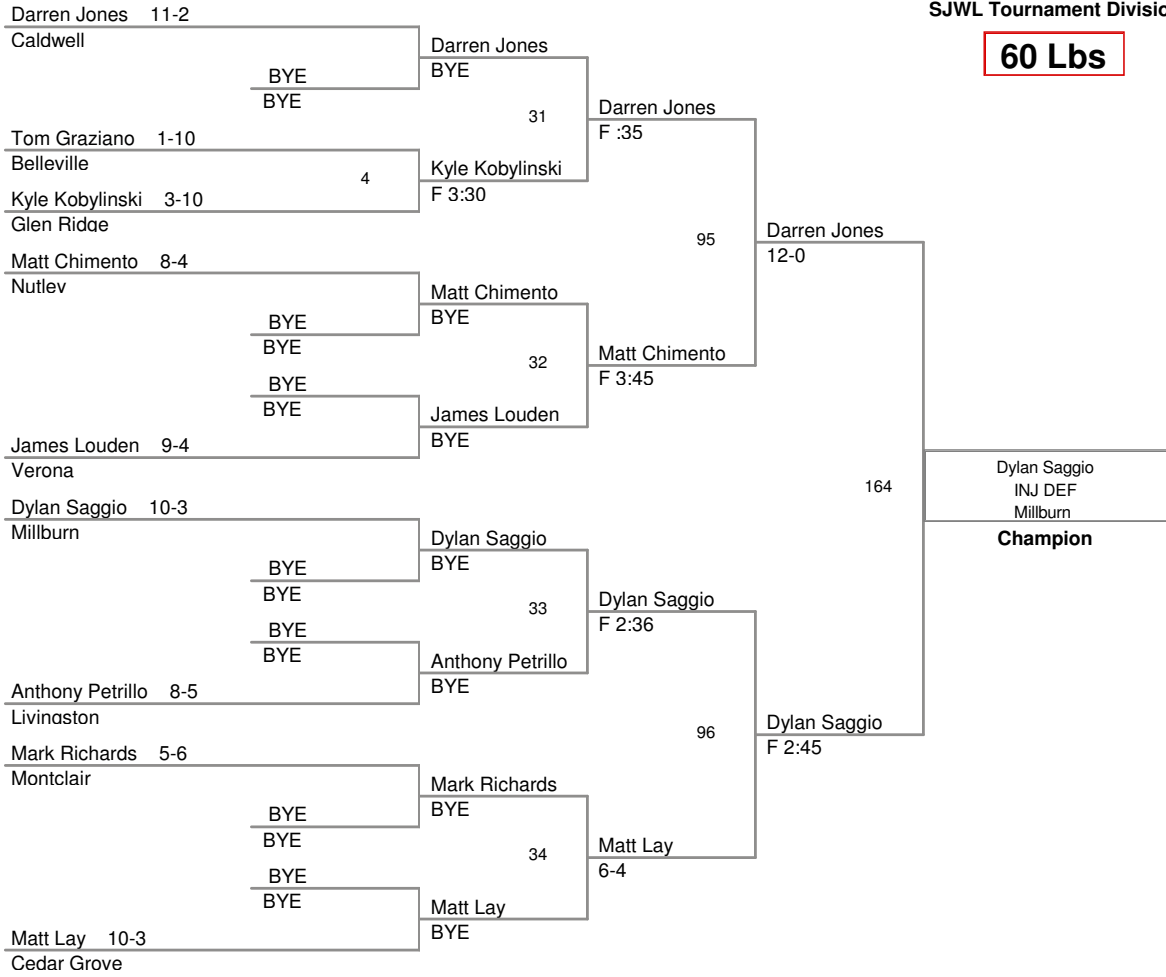 SJWL Tournament Divisio
60 Lbs
Darren Jones 11-2
Caldwell
BYE
BYE
Tom Graziano 1-10
Belleville
4
Kyle Kobylinski 3-10
Glen Ridge
Matt Chimento 8-4
Nutley
BYE
BYE
BYE
BYE
James Louden 9-4
Verona
Dylan Saggio 10-3
Millburn
BYE
BYE
BYE
BYE
Anthony Petrillo 8-5
Livingston
Mark Richards 5-6
Montclair
BYE
BYE
BYE
BYE
Matt Lay 10-3
Cedar Grove
Darren Jones
BYE
31
Kyle Kobylinski
F 3:30
Matt Chimento
BYE
32
James Louden
BYE
Dylan Saggio
BYE
33
Anthony Petrillo
BYE
Mark Richards
BYE
34
Matt Lay
BYE
Darren Jones
F :35
95
Matt Chimento
F 3:45
Dylan Saggio
F 2:36
96
Matt Lay
6-4
Darren Jones
12-0
164
Dylan Saggio
F 2:45
Dylan Saggio
INJ DEF
Millburn
Champion